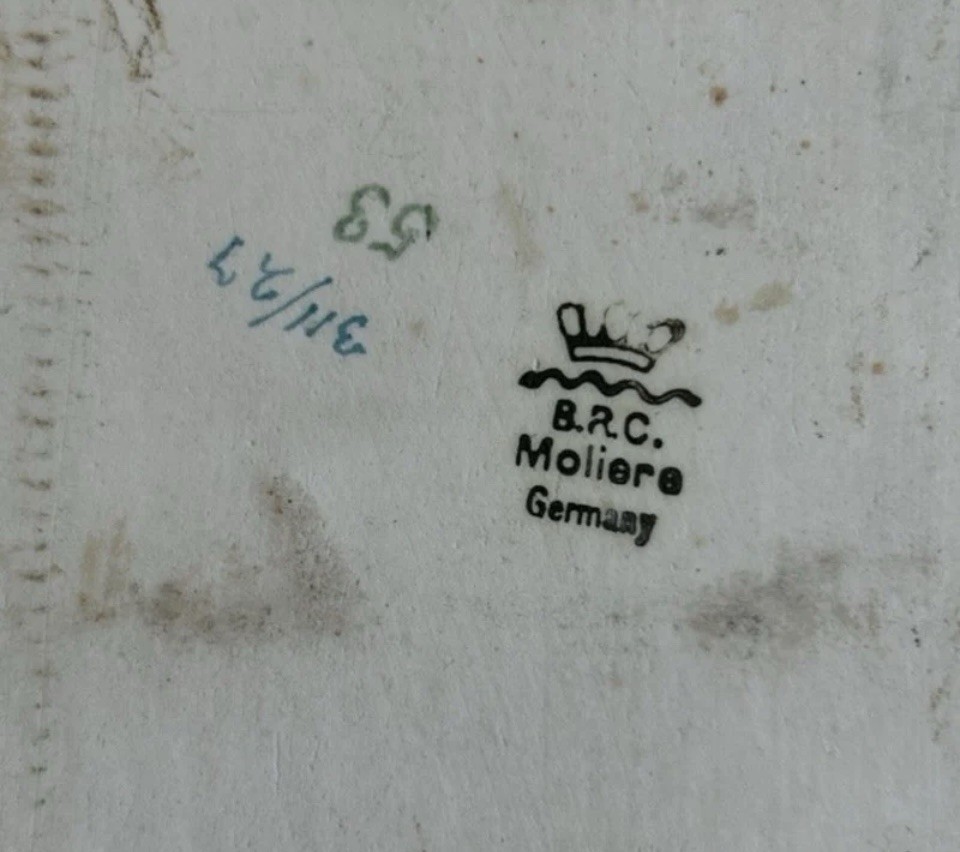 53
311/27
B.R.C.
Moliere
Germany